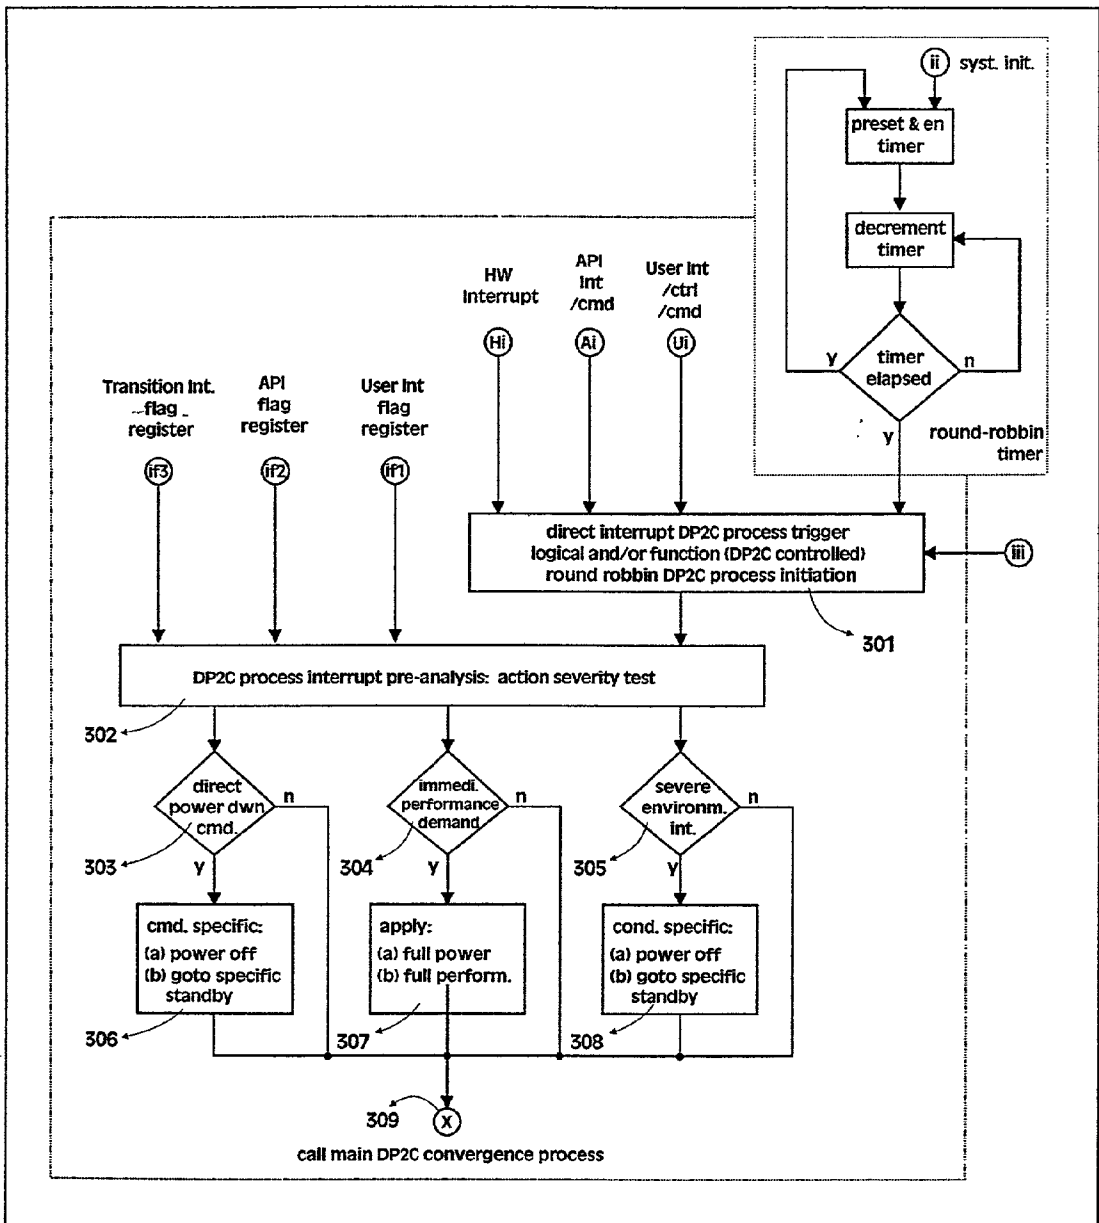 ii syst. init.
preset & en
timer
decrement
timer
timer
elapsed
y
n
y
round-robbin
timer
HW
Interrupt
API
Int
/cmd
User Int
/ctrl
/cmd
Hi
Ai
Ui
Transition Int.
flag
register
API
flag
register
User Int
flag
register
if3
if2
if1
direct interrupt DP2C process trigger
logical and/or function (DP2C controlled)
round robbin DP2C process initiation
iii
301
DP2C process interrupt pre-analysis: action severity test
302
direct
power dwn
cmd.
n
y
303
immedi.
performance
demand
n
y
304
severe
environm.
int.
n
y
305
cmd. specific:
(a) power off
(b) goto specific
standby
306
apply:
(a) full power
(b) full perform.
307
cond. specific:
(a) power off
(b) goto specific
standby
308
309
X
call main DP2C convergence process